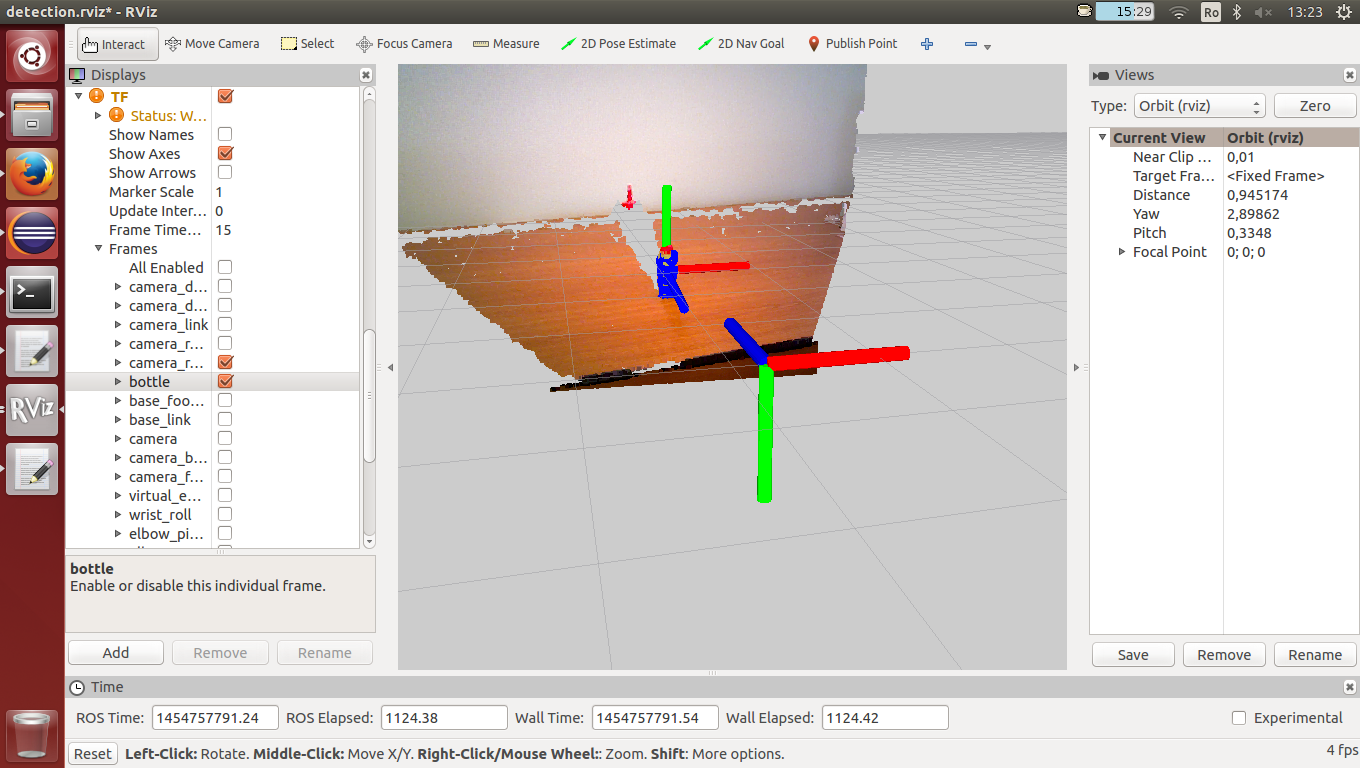 detection.rviz* - RViz
15:29
Ro
13:23
Interact
Move Camera
Select
Focus Camera
Measure
2D Pose Estimate
2D Nav Goal
Publish Point
Displays
TF
Status: W...
Show Names
Show Axes
Show Arrows
Marker Scale 1
Update Inter... 0
Frame Time... 15
Frames
All Enabled
camera_d...
camera_d...
camera_link
camera_r...
camera_r...
bottle
base_foo...
base_link
camera
camera_b...
camera_f...
virtual_e...
wrist_roll
elbow_pi...
bottle
Enable or disable this individual frame.
Add
Remove
Rename
RViz
Views
Type: Orbit (rviz)
Zero
Current View Orbit (rviz)
Near Clip ... 0,01
Target Fra... <Fixed Frame>
Distance 0,945174
Yaw 2,89862
Pitch 0,3348
Focal Point 0; 0; 0
Save
Remove
Rename
Time
ROS Time: 1454757791.24
ROS Elapsed: 1124.38
Wall Time: 1454757791.54
Wall Elapsed: 1124.42
Experimental
Reset
Left-Click: Rotate. Middle-Click: Move X/Y. Right-Click/Mouse Wheel:: Zoom. Shift: More options.
4 fps